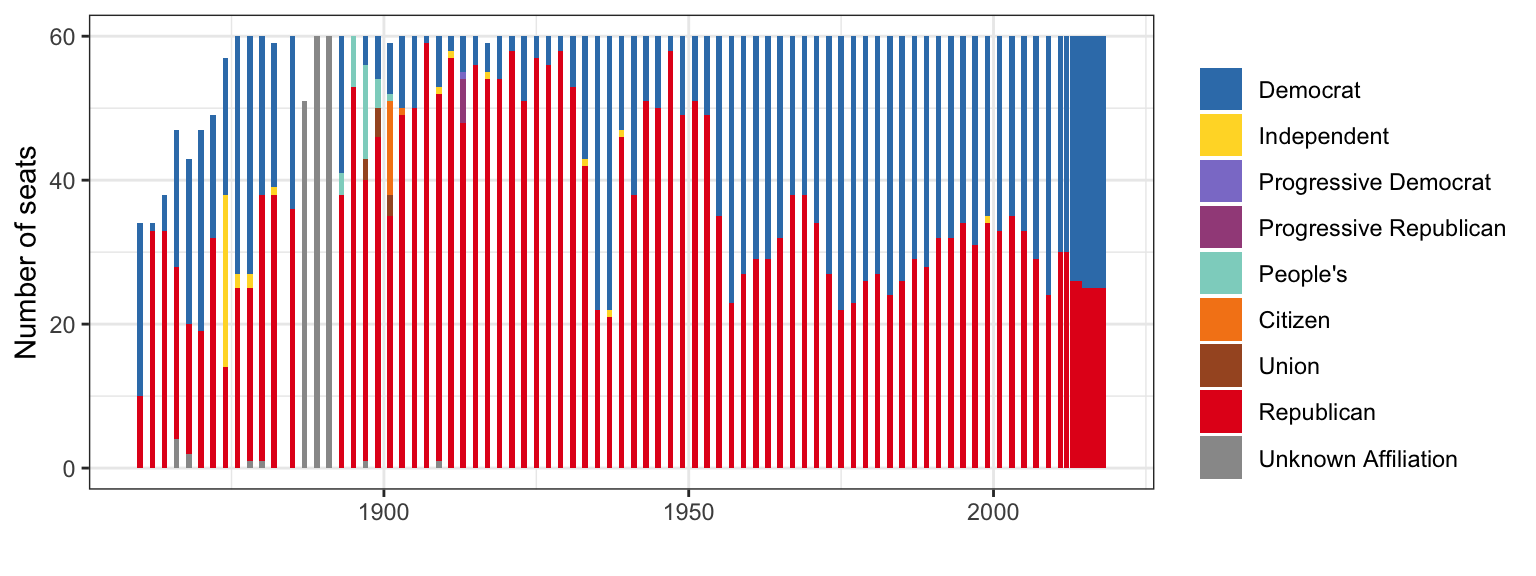 Number of seats
60
40
20
0
1900
1950
2000
Democrat
Independent
Progressive Democrat
Progressive Republican
People's
Citizen
Union
Republican
Unknown Affiliation